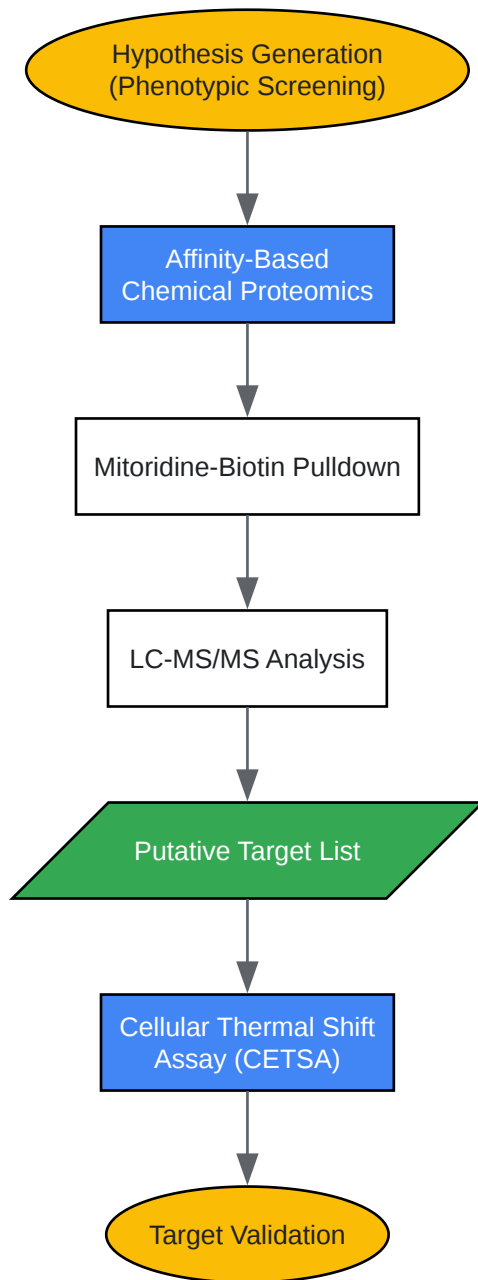 Hypothesis Generation
(Phenotypic Screening)
Affinity-Based
Chemical Proteomics
Mitoridine-Biotin Pulldown
LC-MS/MS Analysis
Putative Target List
Cellular Thermal Shift
Assay (CETSA)
Target Validation